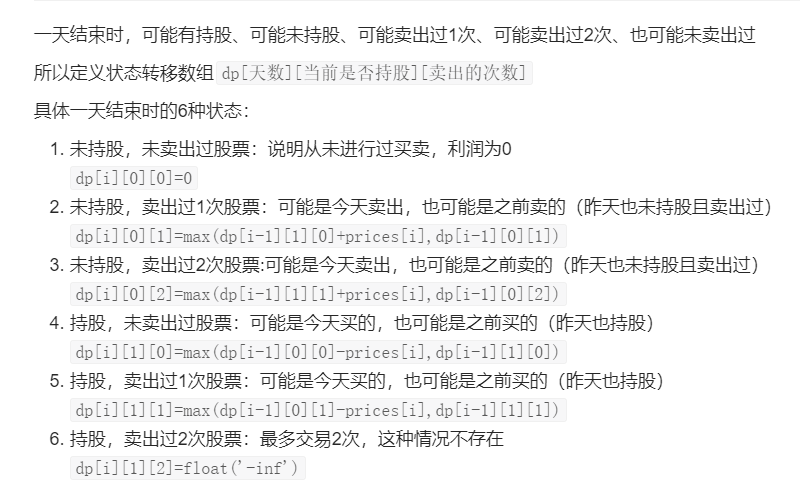 一天结束时，可能有持股、可能未持股、可能卖出过1次、可能卖出过2次、也可能未卖出过
所以定义状态转移数组 dp[天数][当前是否持股][卖出的次数]
具体一天结束时的6种状态：
1. 未持股，未卖出过股票：说明从未进行过买卖，利润为0
dp[i][0][0]=0
2. 未持股，卖出过1次股票：可能是今天卖出，也可能是之前卖的（昨天也未持股且卖出过）
dp[i][0][1]=max(dp[i-1][1][0]+prices[i],dp[i-1][0][1])
3. 未持股，卖出过2次股票:可能是今天卖出，也可能是之前卖的（昨天也未持股且卖出过）
dp[i][0][2]=max(dp[i-1][1][1]+prices[i],dp[i-1][0][2])
4. 持股，未卖出过股票：可能是今天买的，也可能是之前买的（昨天也持股）
dp[i][1][0]=max(dp[i-1][0][0]-prices[i],dp[i-1][1][0])
5. 持股，卖出过1次股票：可能是今天买的，也可能是之前买的（昨天也持股）
dp[i][1][1]=max(dp[i-1][0][1]-prices[i],dp[i-1][1][1])
6. 持股，卖出过2次股票：最多交易2次，这种情况不存在
dp[i][1][2]=float('-inf')